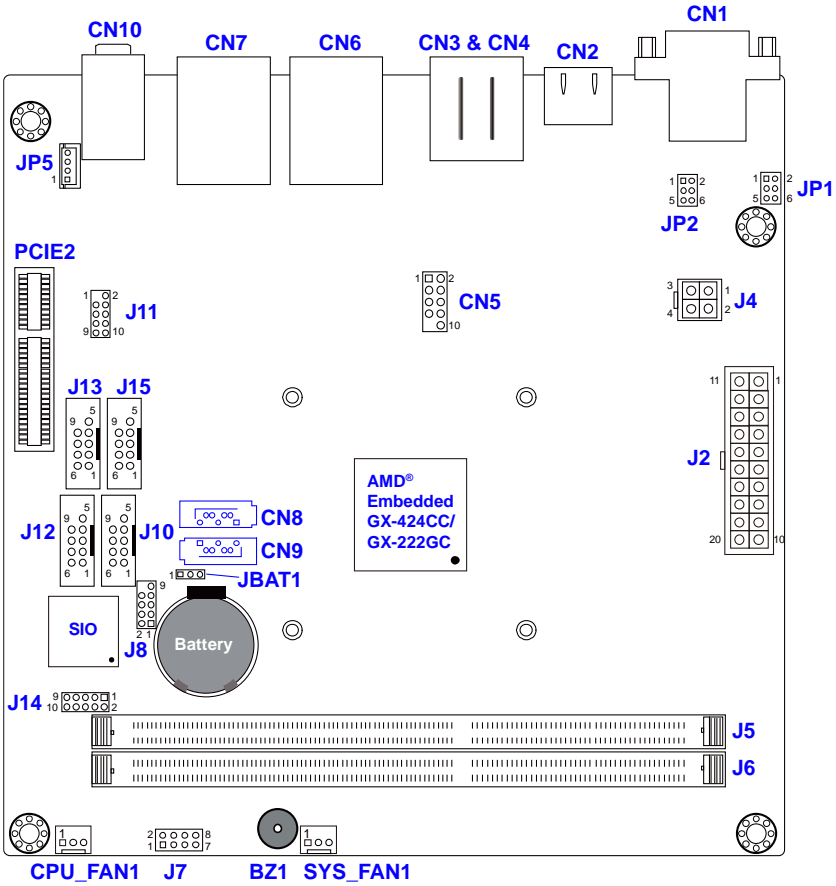 CN1
CN10
CN7
CN6
CN3 & CN4
CN2
JP5
1
1
2
5
6
JP2
1
2
5
6
JP1
PCIE2
1
2
9
10
J11
1
2
10
CN5
3
1
4
2
J4
J13
J15
9
5
6
1
9
5
6
1
11
1
20
10
J2
AMD®
Embedded
GX-424CC/
GX-222GC
J12
J10
9
5
6
1
9
5
6
1
CN8
CN9
1
JBAT1
SIO
9
2
1
J8
Battery
J14
9
1
10
2
J5
J6
1
CPU_FAN1
2
8
1
7
J7
BZ1
1
SYS_FAN1